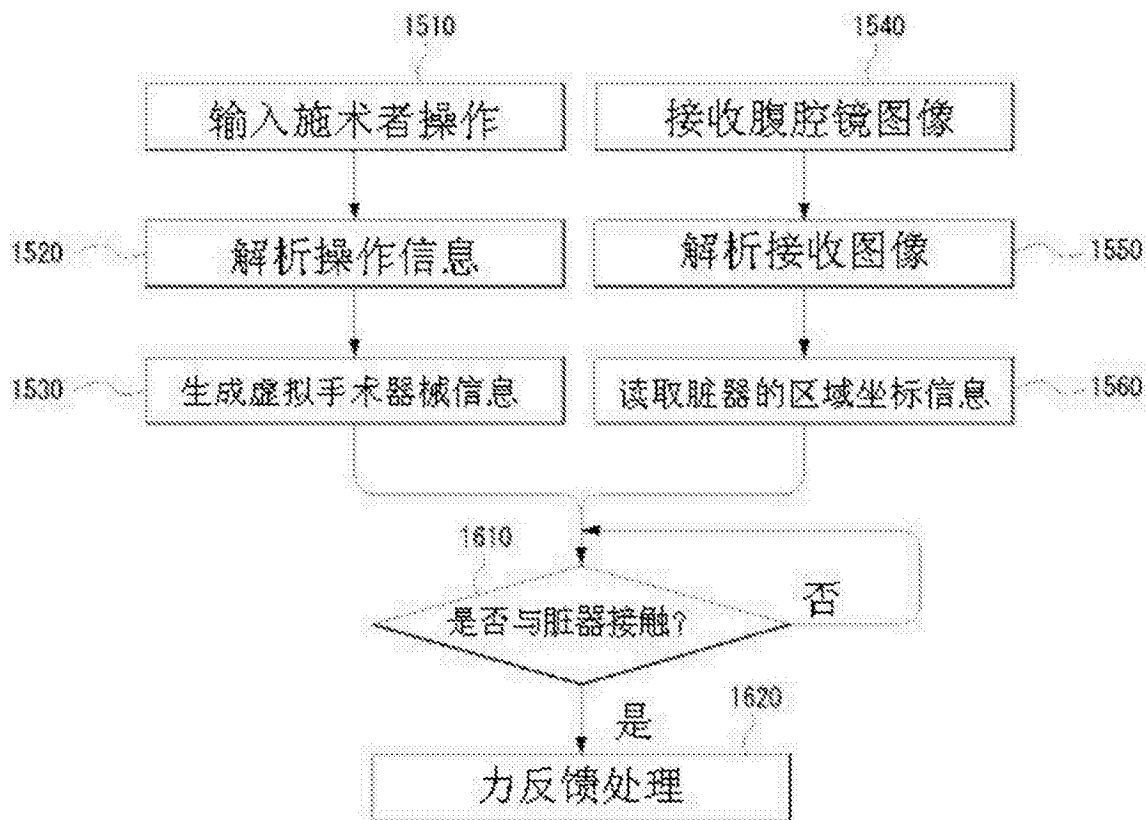 1510
1540
输入施术者操作
接收腹腔镜图像
1520
解析操作信息
解析接收图像
1550
1530
生成虚拟手术器械信息
读取脏器的区域坐标信息
1560
1610
是否与脏器接触?
否
是
1620
力反馈处理